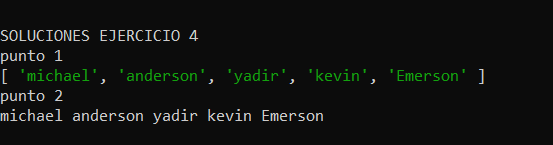 SOLUCIONES EJERCICIO 4
punto 1
[ 'michael', 'anderson', 'yadir', 'kevin', 'Emerson' ]
punto 2
michael anderson yadir kevin Emerson